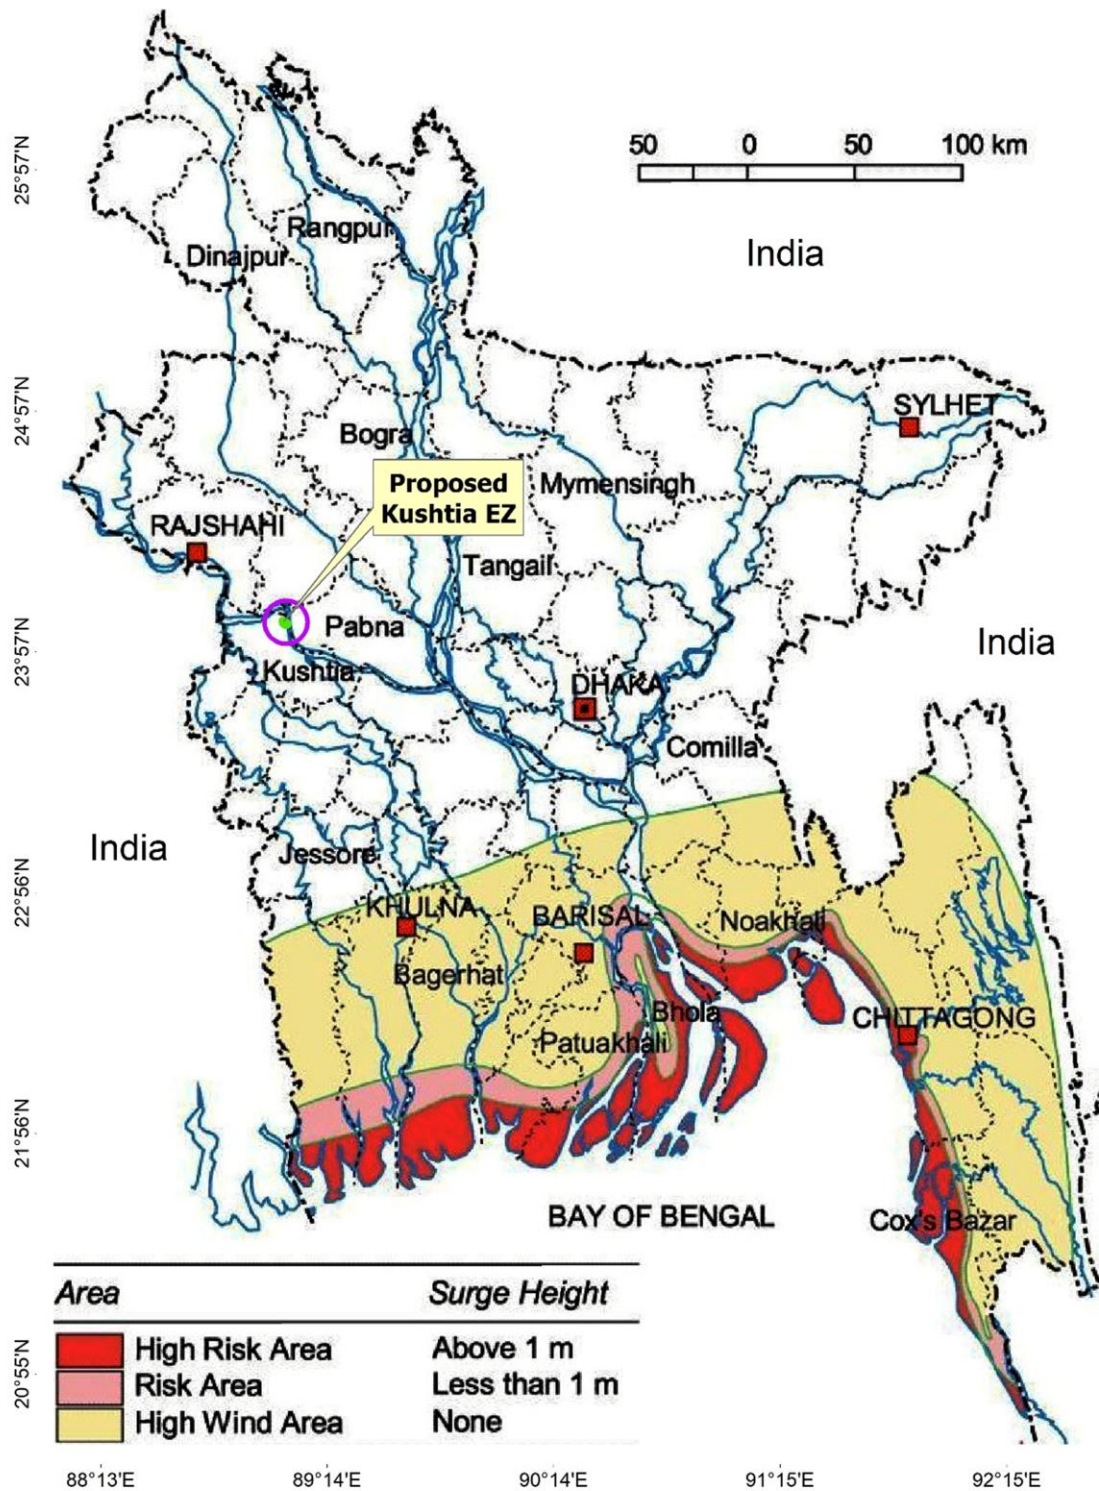 50 0 50 100 km
25°57'N
India
Rangpur
Dinajpur
24°57'N
SYLHET
Bogra
Proposed
Kushtia EZ
Mymensingh
RAJSHAHI
Tangail
Pabna
23°57'N
India
Kushtia
DHAKA
Comilla
India
Jessore
22°56'N
KHULNA
BARISAL
Noakhali
Bagerhat
Bhola
CHITTAGONG
Patuakhali
21°56'N
BAY OF BENGAL
Cox's Bazar
Area Surge Height
High Risk Area Above 1 m
Risk Area Less than 1 m
High Wind Area None
20°55'N
88°13'E 89°14'E 90°14'E 91°15'E 92°15'E